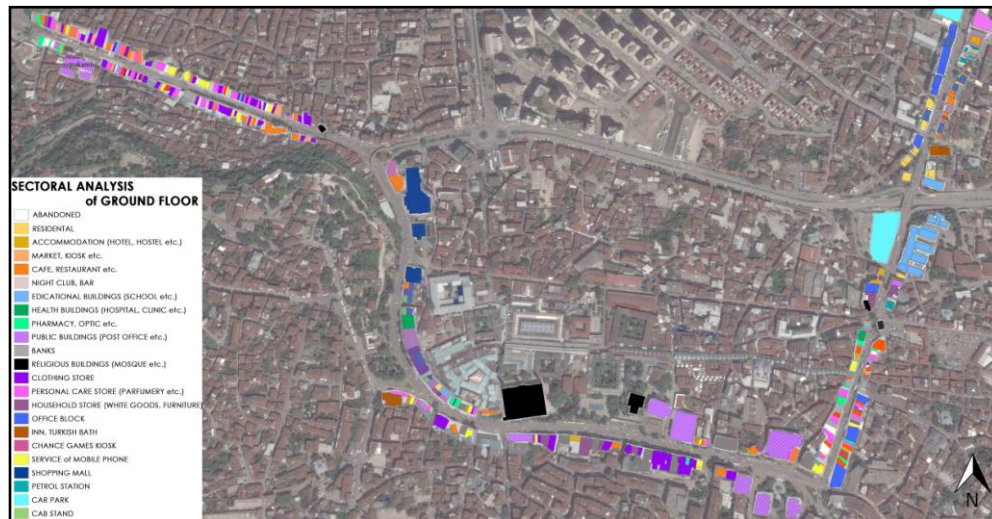 SECTORAL ANALYSIS
of GROUND FLOOR
ABANDONED
RESIDENTAL
ACCOMMODATION (HOTEL, HOSTEL etc.)
MARKET, KIOSK etc.
CAFE, RESTAURANT etc.
NIGHT CLUB, BAR
EDICATIONAL BUILDINGS (SCHOOL etc.)
HEALTH BUILDINGS (HOSPITAL, CLINIC etc.)
PHARMACY, OPTIC etc.
PUBLIC BUILDINGS (POST OFFICE etc.)
BANKS
RELIGIOUS BUILDINGS (MOSQUE etc.)
CLOTHING STORE
PERSONAL CARE STORE (PARFUMERY etc.)
HOUSEHOLD STORE (WHITE GOODS, FURNITURE)
OFFICE BLOCK
INN, TURKISH BATH
CHANCE GAMES KIOSK
SERVICE of MOBILE PHONE
SHOPPING MALL
PETROL STATION
CAR PARK
CAB STAND
N